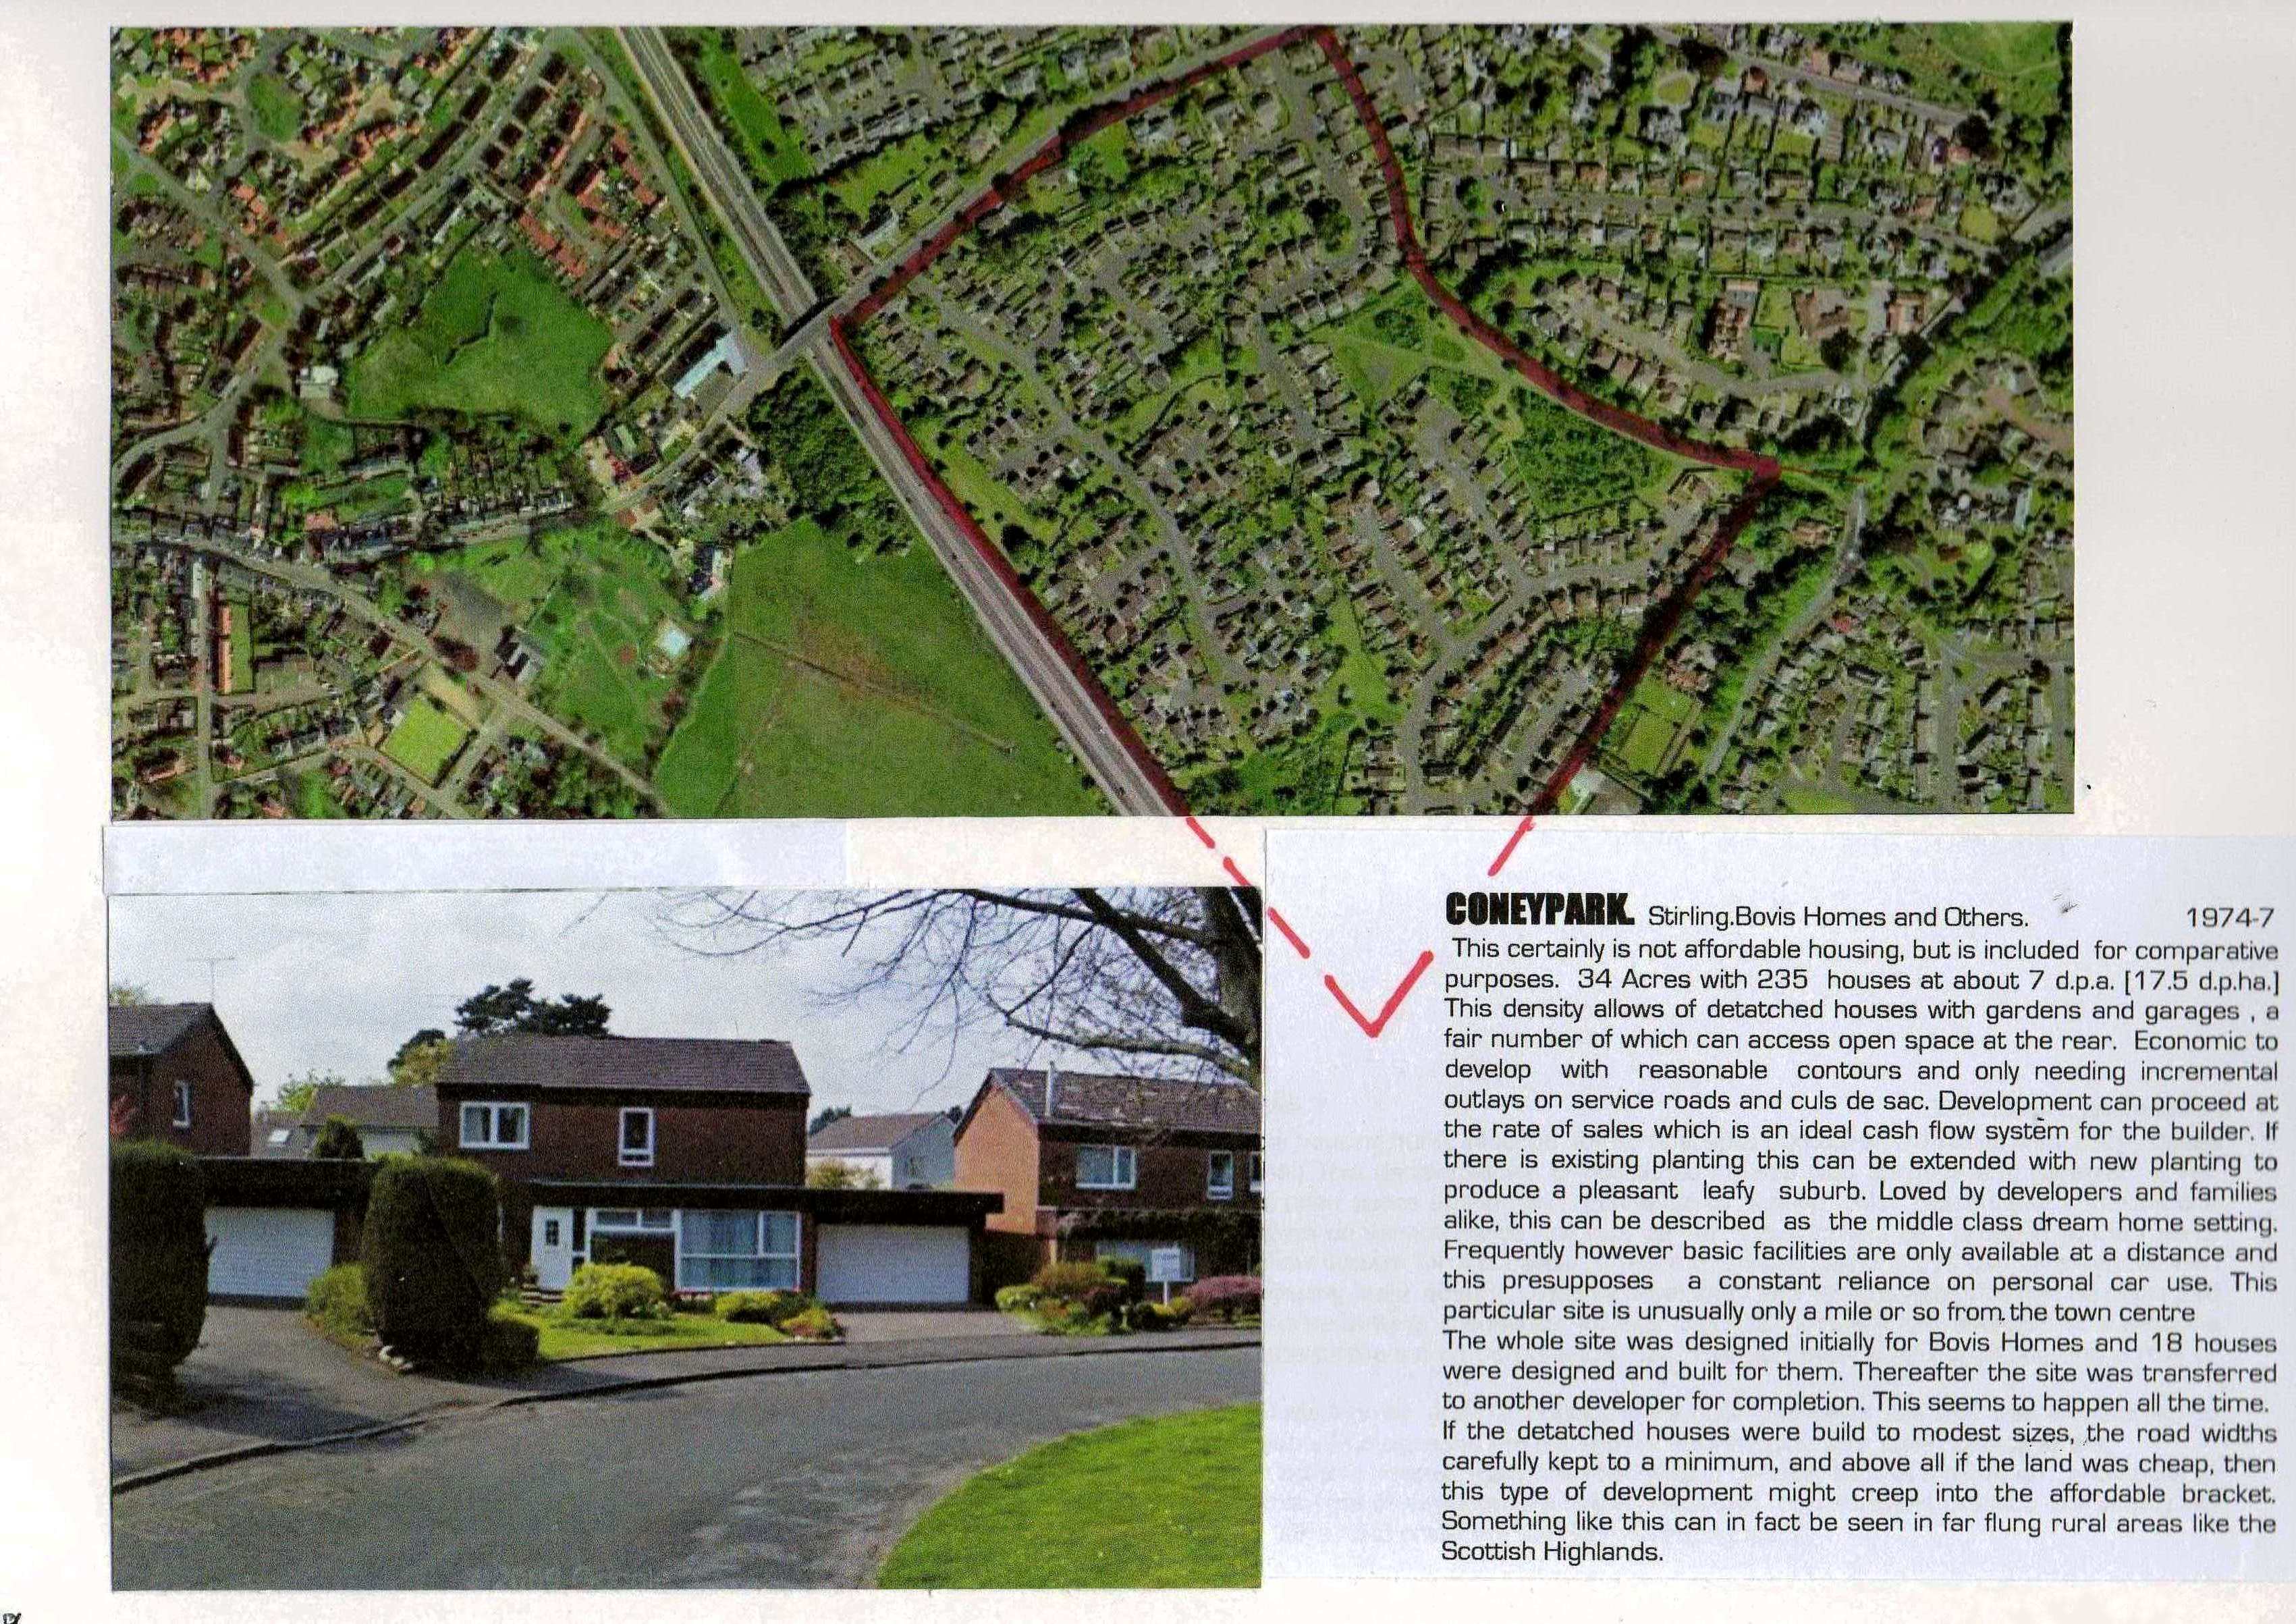 CONEYPARK. Stirling.Bovis Homes and Others. 1974-7
This certainly is not affordable housing, but is included for comparative
purposes. 34 Acres with 235 houses at about 7 d.p.a. [17.5 d.p.ha.]
This density allows of detatched houses with gardens and garages , a
fair number of which can access open space at the rear. Economic to
develop with reasonable contours and only needing incremental
outlays on service roads and culs de sac. Development can proceed at
the rate of sales which is an ideal cash flow system for the builder. If
there is existing planting this can be extended with new planting to
produce a pleasant leafy suburb. Loved by developers and families
alike, this can be described as the middle class dream home setting.
Frequently however basic facilities are only available at a distance and
this presupposes a constant reliance on personal car use. This
particular site is unusually only a mile or so from the town centre
The whole site was designed initially for Bovis Homes and 18 houses
were designed and built for them. Thereafter the site was transferred
to another developer for completion. This seems to happen all the time.
If the detatched houses were build to modest sizes, the road widths
carefully kept to a minimum, and above all if the land was cheap, then
this type of development might creep into the affordable bracket.
Something like this can in fact be seen in far flung rural areas like the
Scottish Highlands.